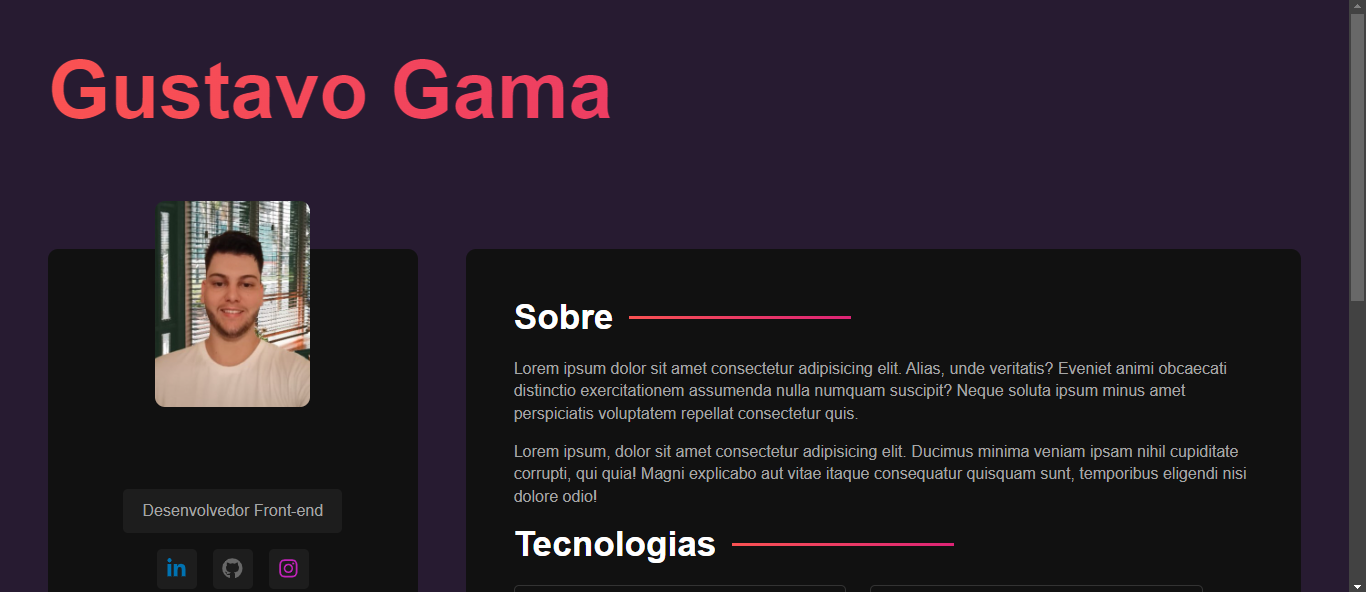 Gustavo Gama
Desenvolvedor Front-end
in
Sobre
Lorem ipsum dolor sit amet consectetur adipisicing elit. Alias, unde veritatis? Eveniet animi obcaecati
distinctio exercitationem assumenda nulla numquam suscipit? Neque soluta ipsum minus amet
perspiciatis voluptatem repellat consectetur quis.
Lorem ipsum, dolor sit amet consectetur adipisicing elit. Ducimus minima veniam ipsam nihil cupiditate
corrupti, qui quia! Magni explicabo aut vitae itaque consequatur quisquam sunt, temporibus eligendi nisi
dolore odio!
Tecnologias